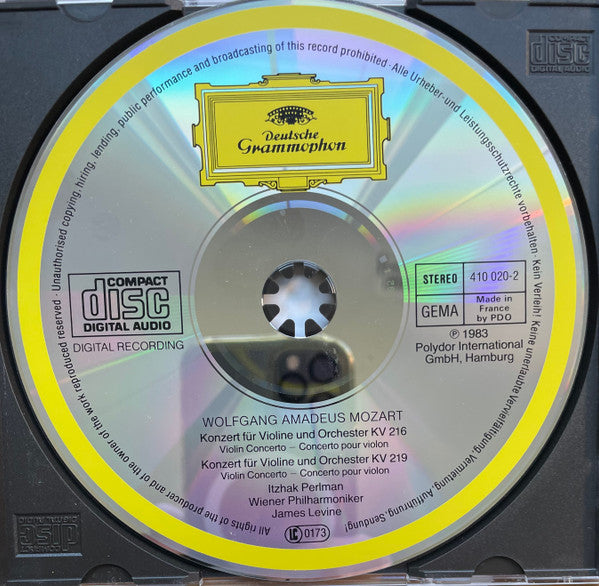 COMPACT
disc
DIGITAL AUDIO
Unauthorised copying, hiring, lending, public performance and broadcasting of this record prohibited · Alle Urheber- und Leistungsschutzrechte vorbehalten · Kein Verleih! Keine unerlaubte Vervielfältigung, Vermietung, Aufführung, Sendung!
All rights of the producer and of the owner of the work reproduced reserved ·
Deutsche
Grammophon
COMPACT
disc
DIGITAL AUDIO
DIGITAL RECORDING
STEREO 410 020-2
GEMA Made in
France
by PDO
℗ 1983
Polydor International
GmbH, Hamburg
WOLFGANG AMADEUS MOZART
Konzert für Violine und Orchester KV 216
Violin Concerto – Concerto pour violon
Konzert für Violine und Orchester KV 219
Violin Concerto – Concerto pour violon
Itzhak Perlman
Wiener Philharmoniker
James Levine
LC 0173
COMPACT
disc
DIGITAL AUDIO